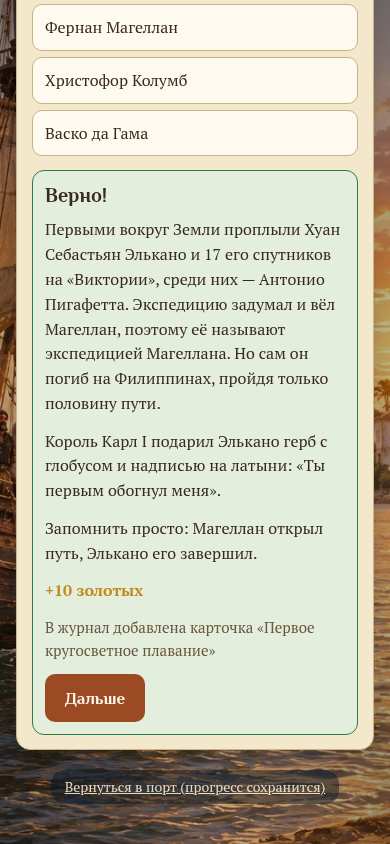 Фернан Магеллан
Христофор Колумб
Васко да Гама
Верно!
Первыми вокруг Земли проплыли Хуан
Себастьян Элькано и 17 его спутников
на «Виктории», среди них — Антонио
Пигафетта. Экспедицию задумал и вёл
Магеллан, поэтому её называют
экспедицией Магеллана. Но сам он
погиб на Филиппинах, пройдя только
половину пути.
Король Карл I подарил Элькано герб с
глобусом и надписью на латыни: «Ты
первым обогнул меня».
Запомнить просто: Магеллан открыл
путь, Элькано его завершил.
+10 золотых
В журнал добавлена карточка «Первое
кругосветное плавание»
Дальше
Вернуться в порт (прогресс сохранится)